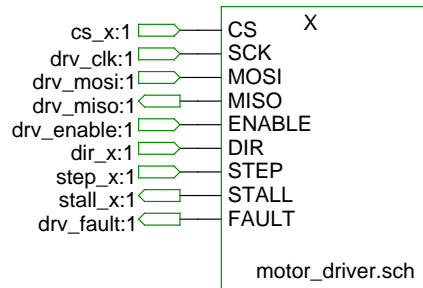 X
cs_x:1 CS
drv_clk:1 SCK
drv_mosi:1 MOSI
drv_miso:1 MISO
drv_enable:1 ENABLE
dir_x:1 DIR
step_x:1 STEP
stall_x:1 STALL
drv_fault:1 FAULT
motor_driver.sch